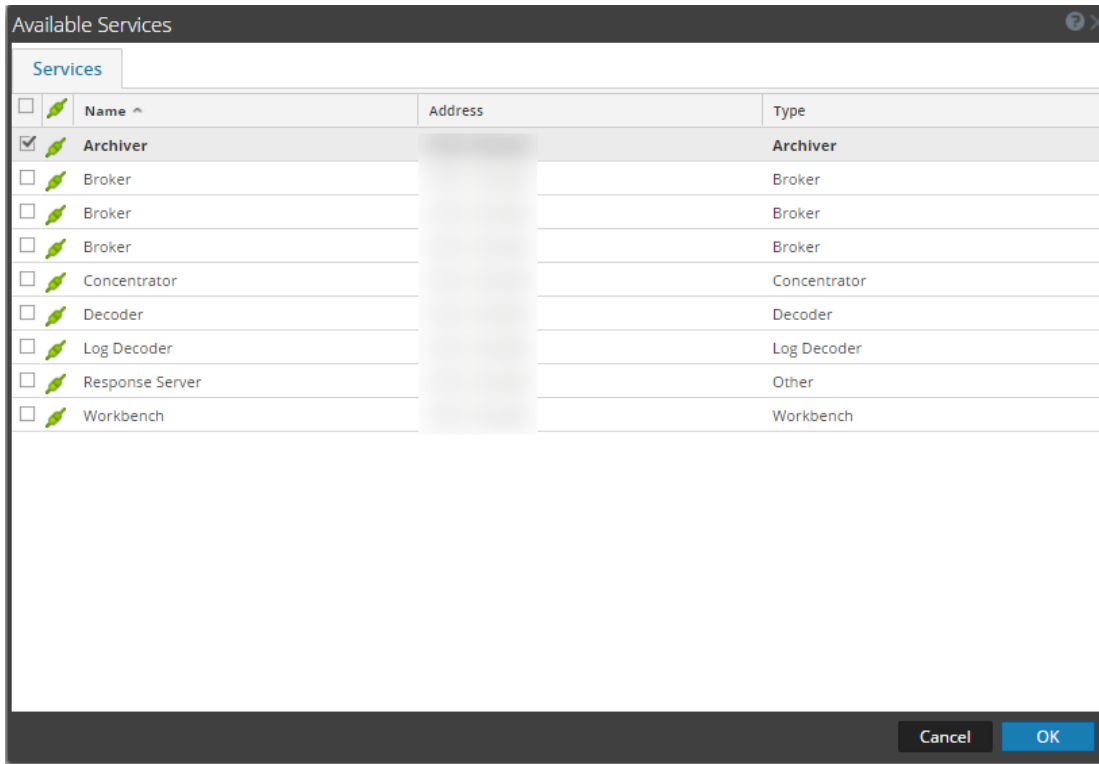 Available Services
Services
Name Address Type
Archiver Archiver
Broker Broker
Broker Broker
Broker Broker
Concentrator Concentrator
Decoder Decoder
Log Decoder Log Decoder
Response Server Other
Workbench Workbench
Cancel OK